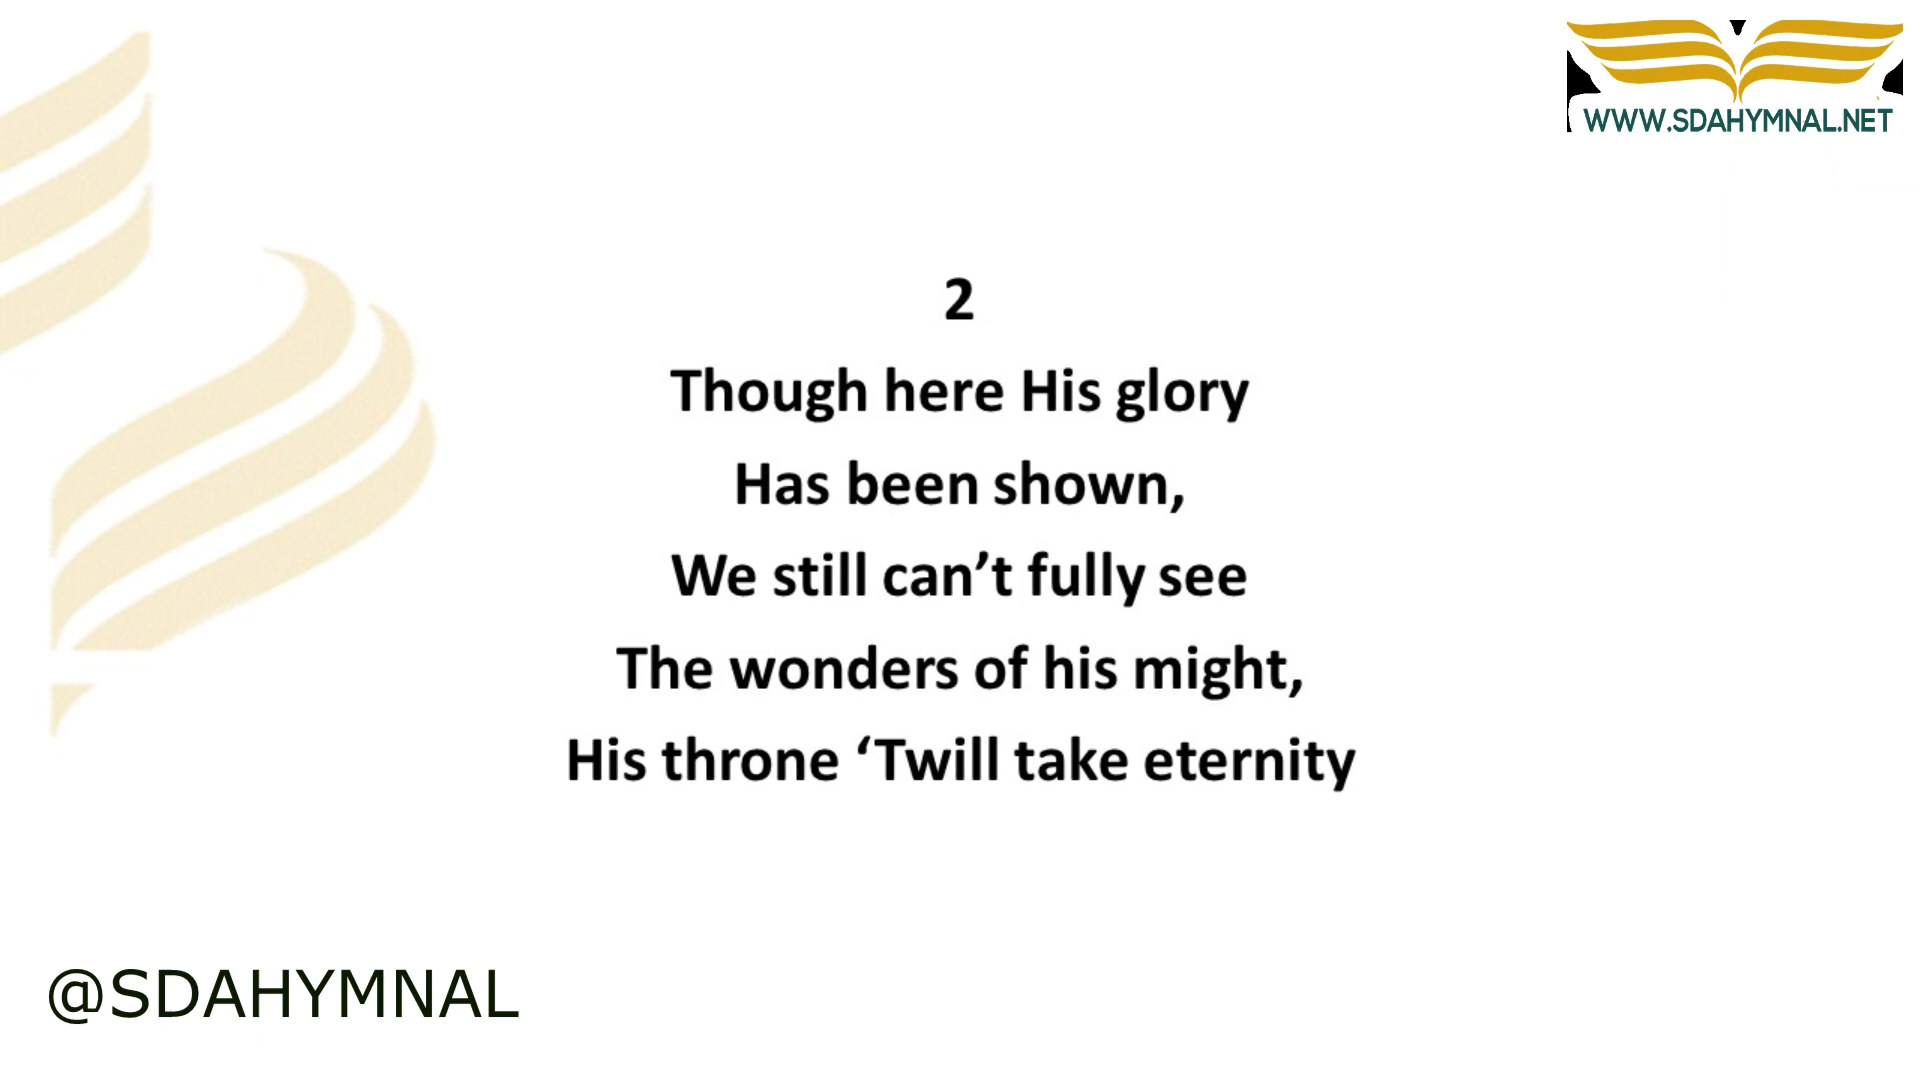 WWW.SDAHYMNAL.NET
2
Though here His glory
Has been shown,
We still can’t fully see
The wonders of his might,
His throne ‘Twill take eternity
@SDAHYMNAL